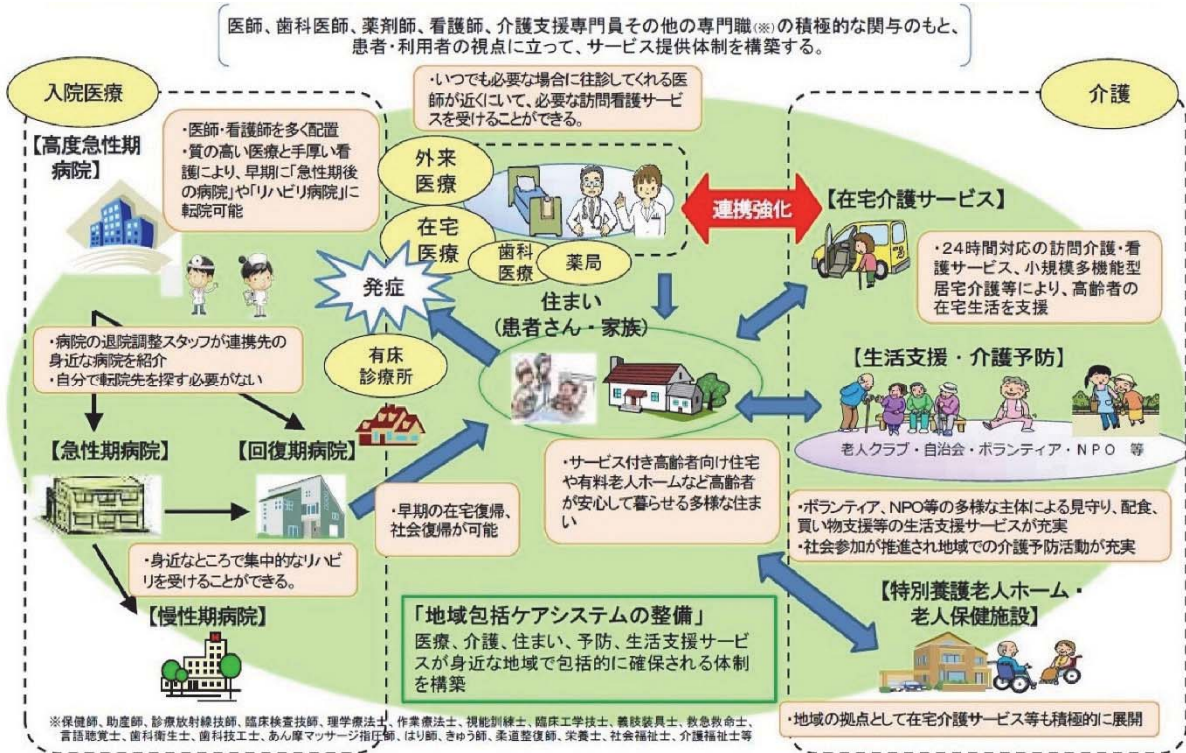 医師、歯科医師、薬剤師、看護師、介護支援専門員その他の専門職(※)の積極的な関与のもと、
患者・利用者の視点に立って、サービス提供体制を構築する。
入院医療
【高度急性期
病院】
・医師・看護師を多く配置
・質の高い医療と手厚い看
護により、早期に「急性期後
の病院」や「リハビリ病院」に
転院可能
・いつでも必要な場合に往診してくれる医
師が近くにいて、必要な訪問看護サービ
スを受けることができる。
外来
医療
在宅
医療
歯科
医療
薬局
連携強化
介護
【在宅介護サービス】
・24時間対応の訪問介護・看
護サービス、小規模多機能型
居宅介護等により、高齢者の
在宅生活を支援
発症
住まい
(患者さん・家族)
・病院の退院調整スタッフが連携先の
身近な病院を紹介
・自分で転院先を探す必要がない
有床
診療所
【生活支援・介護予防】
老人クラブ・自治会・ボランティア・NPO 等
【急性期病院】
【回復期病院】
・早期の在宅復帰、
社会復帰が可能
・サービス付き高齢者向け住宅
や有料老人ホームなど高齢者
が安心して暮らせる多様な住ま
い
・ボランティア、NPO等の多様な主体による見守り、配食、
買い物支援等の生活支援サービスが充実
・社会参加が推進され地域での介護予防活動が充実
・身近なところで集中的なリハビ
リを受けることができる。
【慢性期病院】
「地域包括ケアシステムの整備」
医療、介護、住まい、予防、生活支援サービ
スが身近な地域で包括的に確保される体制
を構築
【特別養護老人ホーム・
老人保健施設】
・地域の拠点として在宅介護サービス等も積極的に展開
※保健師、助産師、診療放射線技師、臨床検査技師、理学療法士、作業療法士、視能訓練士、臨床工学技士、義肢装具士、救急救命士、
言語聴覚士、歯科衛生士、歯科技工士、あん摩マッサージ指圧師、はり師、きゅう師、柔道整復師、栄養士、社会福祉士、介護福祉士等